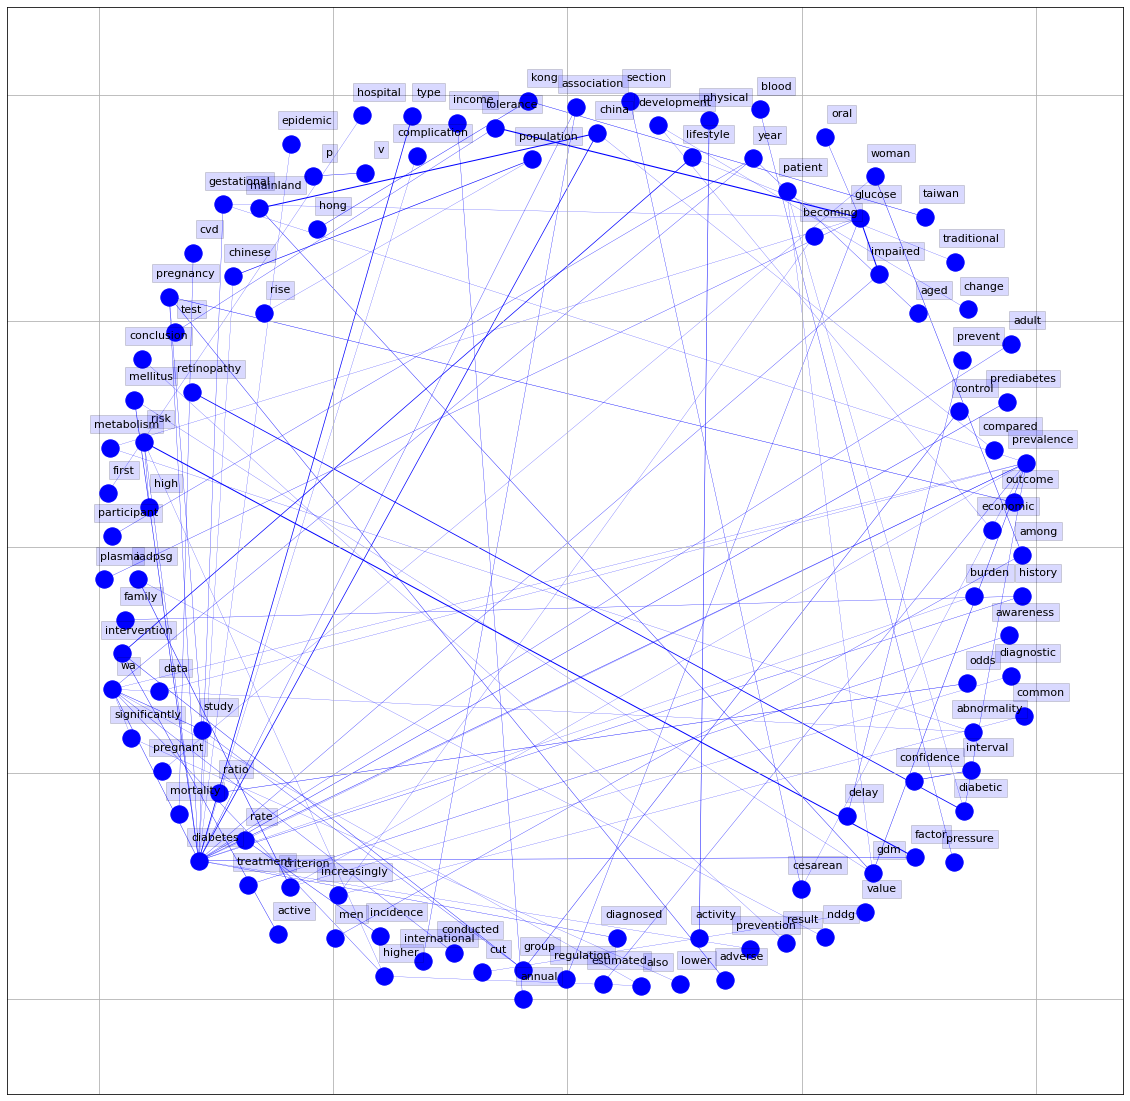 kong
section
association
blood
hospital
type
income
tolerance
development
physical
china
oral
epidemic
complication
population
lifestyle
year
p
v
patient
woman
gestational
mainland
glucose
taiwan
hong
becoming
cvd
chinese
impaired
traditional
pregnancy
rise
aged
change
test
conclusion
prevent
adult
mellitus
retinopathy
control
prediabetes
metabolism
risk
compared
prevalence
first
high
outcome
participant
economic
among
plasma
iadpsg
family
burden
history
intervention
awareness
wa
data
odds
diagnostic
significantly
study
abnormality
common
pregnant
ratio
confidence
interval
mortality
rate
delay
diabetic
diabetes
factor
pressure
treatment
criterion
increasingly
cesarean
gdm
value
active
men
incidence
diagnosed
activity
prevention
result
nddg
higher
international
conducted
cut
group
regulation
estimated
also
lower
adverse
annual